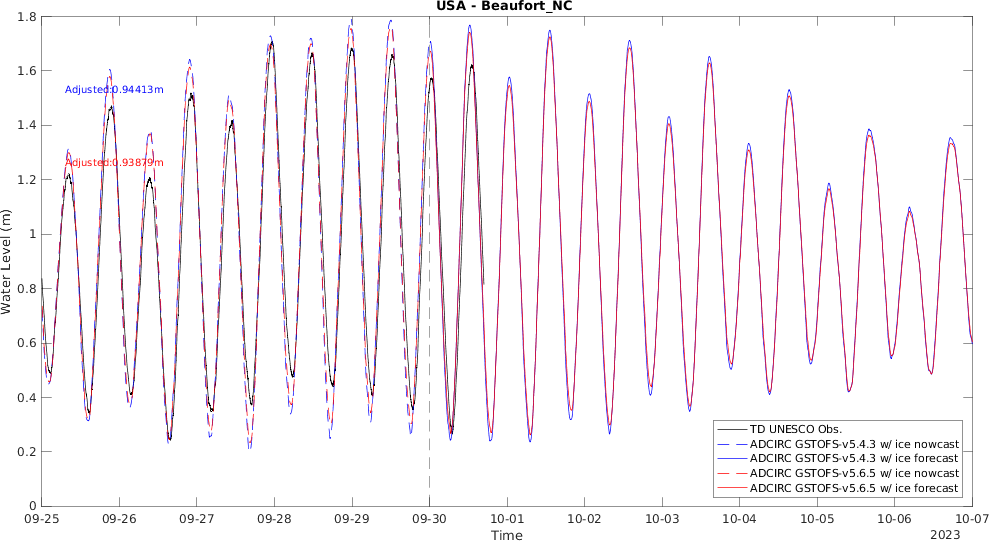 USA - Beaufort_NC
1.8
1.6
1.4
1.2
1
0.8
0.6
0.4
0.2
0
Water Level (m)
Adjusted:0.94413m
Adjusted:0.93879m
TD UNESCO Obs.
ADCIRC GSTOFS-v5.4.3 w/ ice nowcast
ADCIRC GSTOFS-v5.4.3 w/ ice forecast
ADCIRC GSTOFS-v5.6.5 w/ ice nowcast
ADCIRC GSTOFS-v5.6.5 w/ ice forecast
09-25 09-26 09-27 09-28 09-29 09-30 10-01 10-02 10-03 10-04 10-05 10-06 10-07
Time
2023